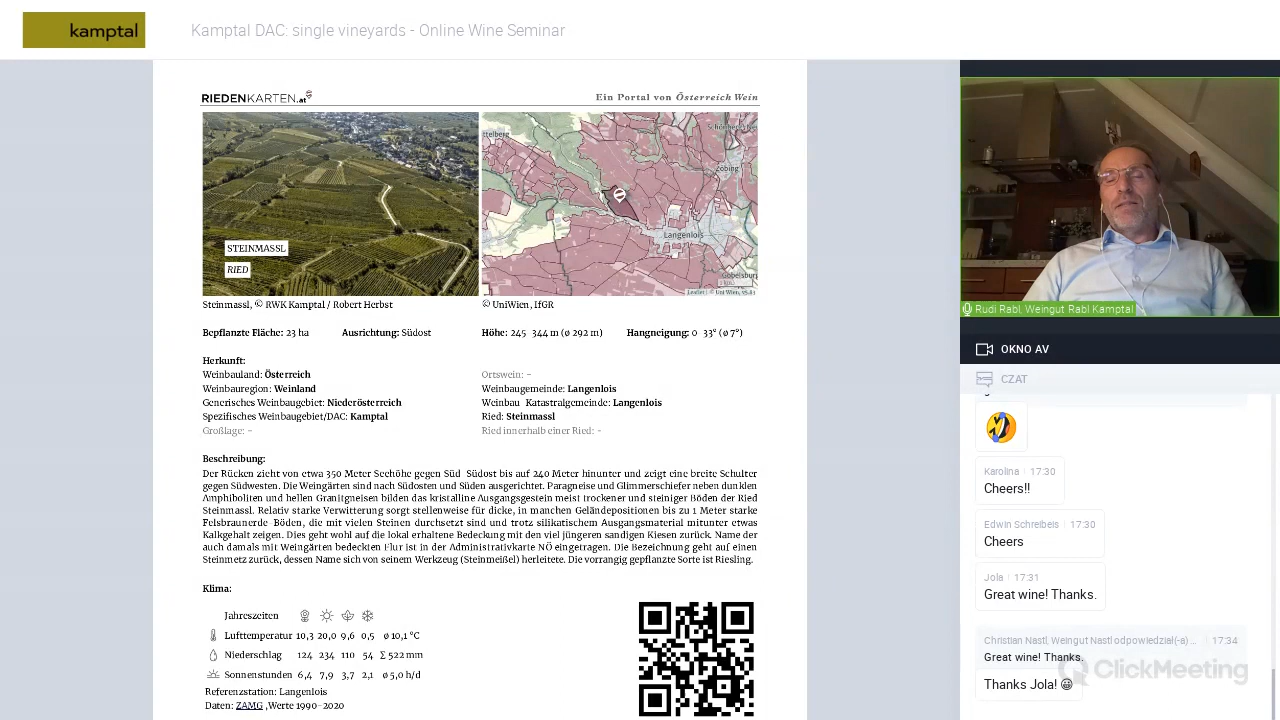 kamptal
Kamptal DAC: single vineyards - Online Wine Seminar
RIEDENKARTEN.at
Ein Portal von Österreich Wein
ttelberg
Zöbing
Langenlois
Gobelsburg
STEINMASSL
RIED
Steinmassl, © RWK Kamptal / Robert Herbst
© UniWien, IfGR
Bepflanzte Fläche: 23 ha
Ausrichtung: Südost
Höhe: 245 344 m (ø 292 m)
Hangneigung: 0 33° (ø 7°)
Herkunft:
Weinbauland: Österreich
Ortswein: -
Weinbauregion: Weinland
Weinbaugemeinde: Langenlois
Generisches Weinbaugebiet: Niederösterreich
Weinbau Katastralgemeinde: Langenlois
Spezifisches Weinbaugebiet/DAC: Kamptal
Ried: Steinmassl
Großlage: -
Ried innerhalb einer Ried: -
Beschreibung:
Der Rücken zieht von etwa 350 Meter Seehöhe gegen Süd Südost bis auf 240 Meter hinunter und zeigt eine breite Schulter
gegen Südwesten. Die Weingärten sind nach Südosten und Süden ausgerichtet. Paragneise und Glimmerschiefer neben dunklen
Amphiboliten und hellen Granitgneisen bilden das kristalline Ausgangsgestein meist trockener und steiniger Böden der Ried
Steinmassl. Relativ starke Verwitterung sorgt stellenweise für dicke, in manchen Geländepositionen bis zu 1 Meter starke
Felsbraunerde Böden, die mit vielen Steinen durchsetzt sind und trotz silikatischem Ausgangsmaterial mitunter etwas
Kalkgehalt zeigen. Dies geht wohl auf die lokal erhaltene Bedeckung mit den viel jüngeren sandigen Kiesen zurück. Name der
auch damals mit Weingärten bedeckten Flur ist in der Administrativkarte NÖ eingetragen. Die Bezeichnung geht auf einen
Steinmetz zurück, dessen Name sich von seinem Werkzeug (Steinmeißel) herleitete. Die vorrangig gepflanzte Sorte ist Riesling.
Klima:
Jahreszeiten
Lufttemperatur 10,3 20,0 9,6 0,5 ø 10,1 °C
Niederschlag 124 234 110 54 Σ 522 mm
Sonnenstunden 6,4 7,9 3,7 2,1 ø 5,0 h/d
Referenzstation: Langenlois
Daten: ZAMG ,Werte 1990-2020
Rudi Rabl, Weingut Rabl Kamptal
OKNO AV
CZAT
Karolina 17:30
Cheers!!
Edwin Schreibeis 17:30
Cheers
Jola 17:31
Great wine! Thanks.
Christian Nastl, Weingut Nastl odpowiedział(-a) ... 17:34
Great wine! Thanks.
Thanks Jola! 😀
ClickMeeting